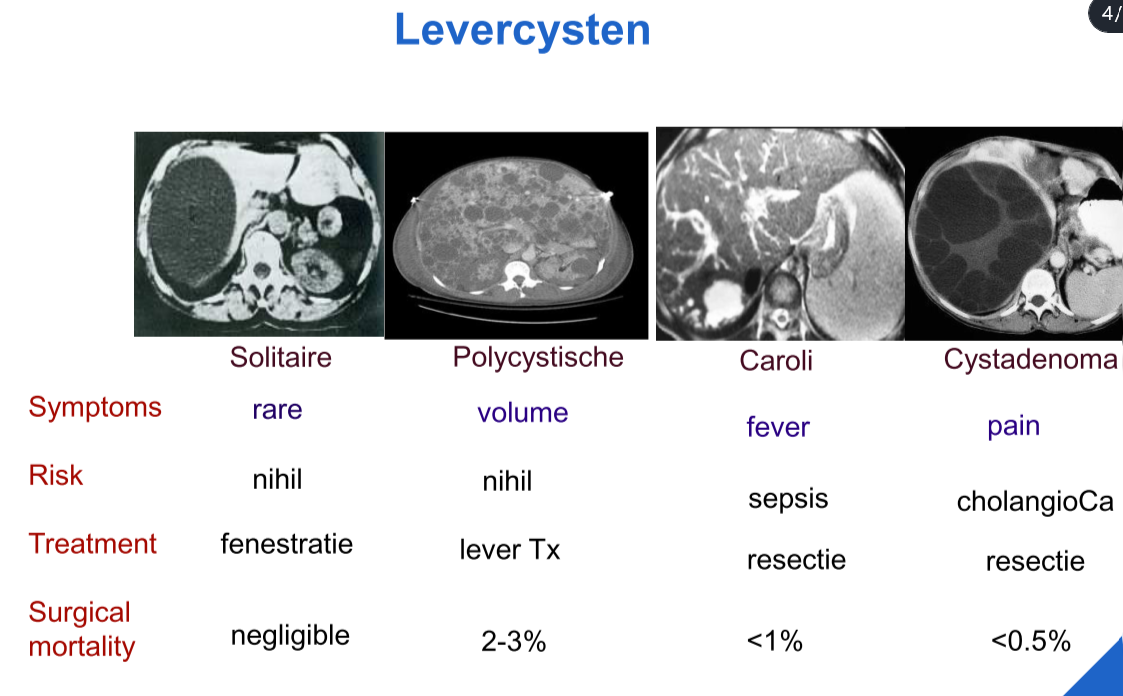 Levercysten
4/
Solitaire Polycystische Caroli Cystadenoma
Symptoms rare volume fever pain
Risk nihil nihil sepsis cholangioCa
Treatment fenestratie lever Tx resectie resectie
Surgical
mortality negligible 2-3% <1% <0.5%